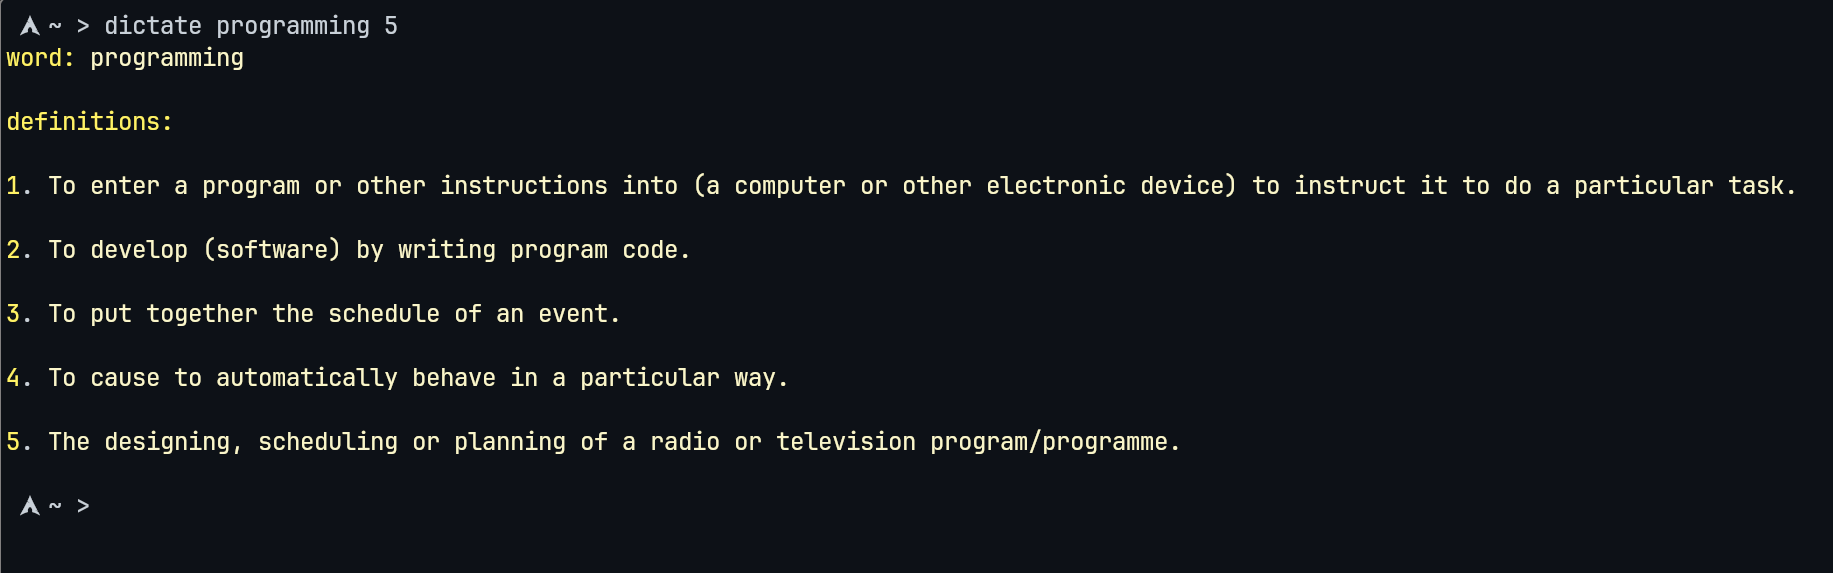 ~ > dictate programming 5
word: programming
definitions:
1. To enter a program or other instructions into (a computer or other electronic device) to instruct it to do a particular task.
2. To develop (software) by writing program code.
3. To put together the schedule of an event.
4. To cause to automatically behave in a particular way.
5. The designing, scheduling or planning of a radio or television program/programme.
~ >